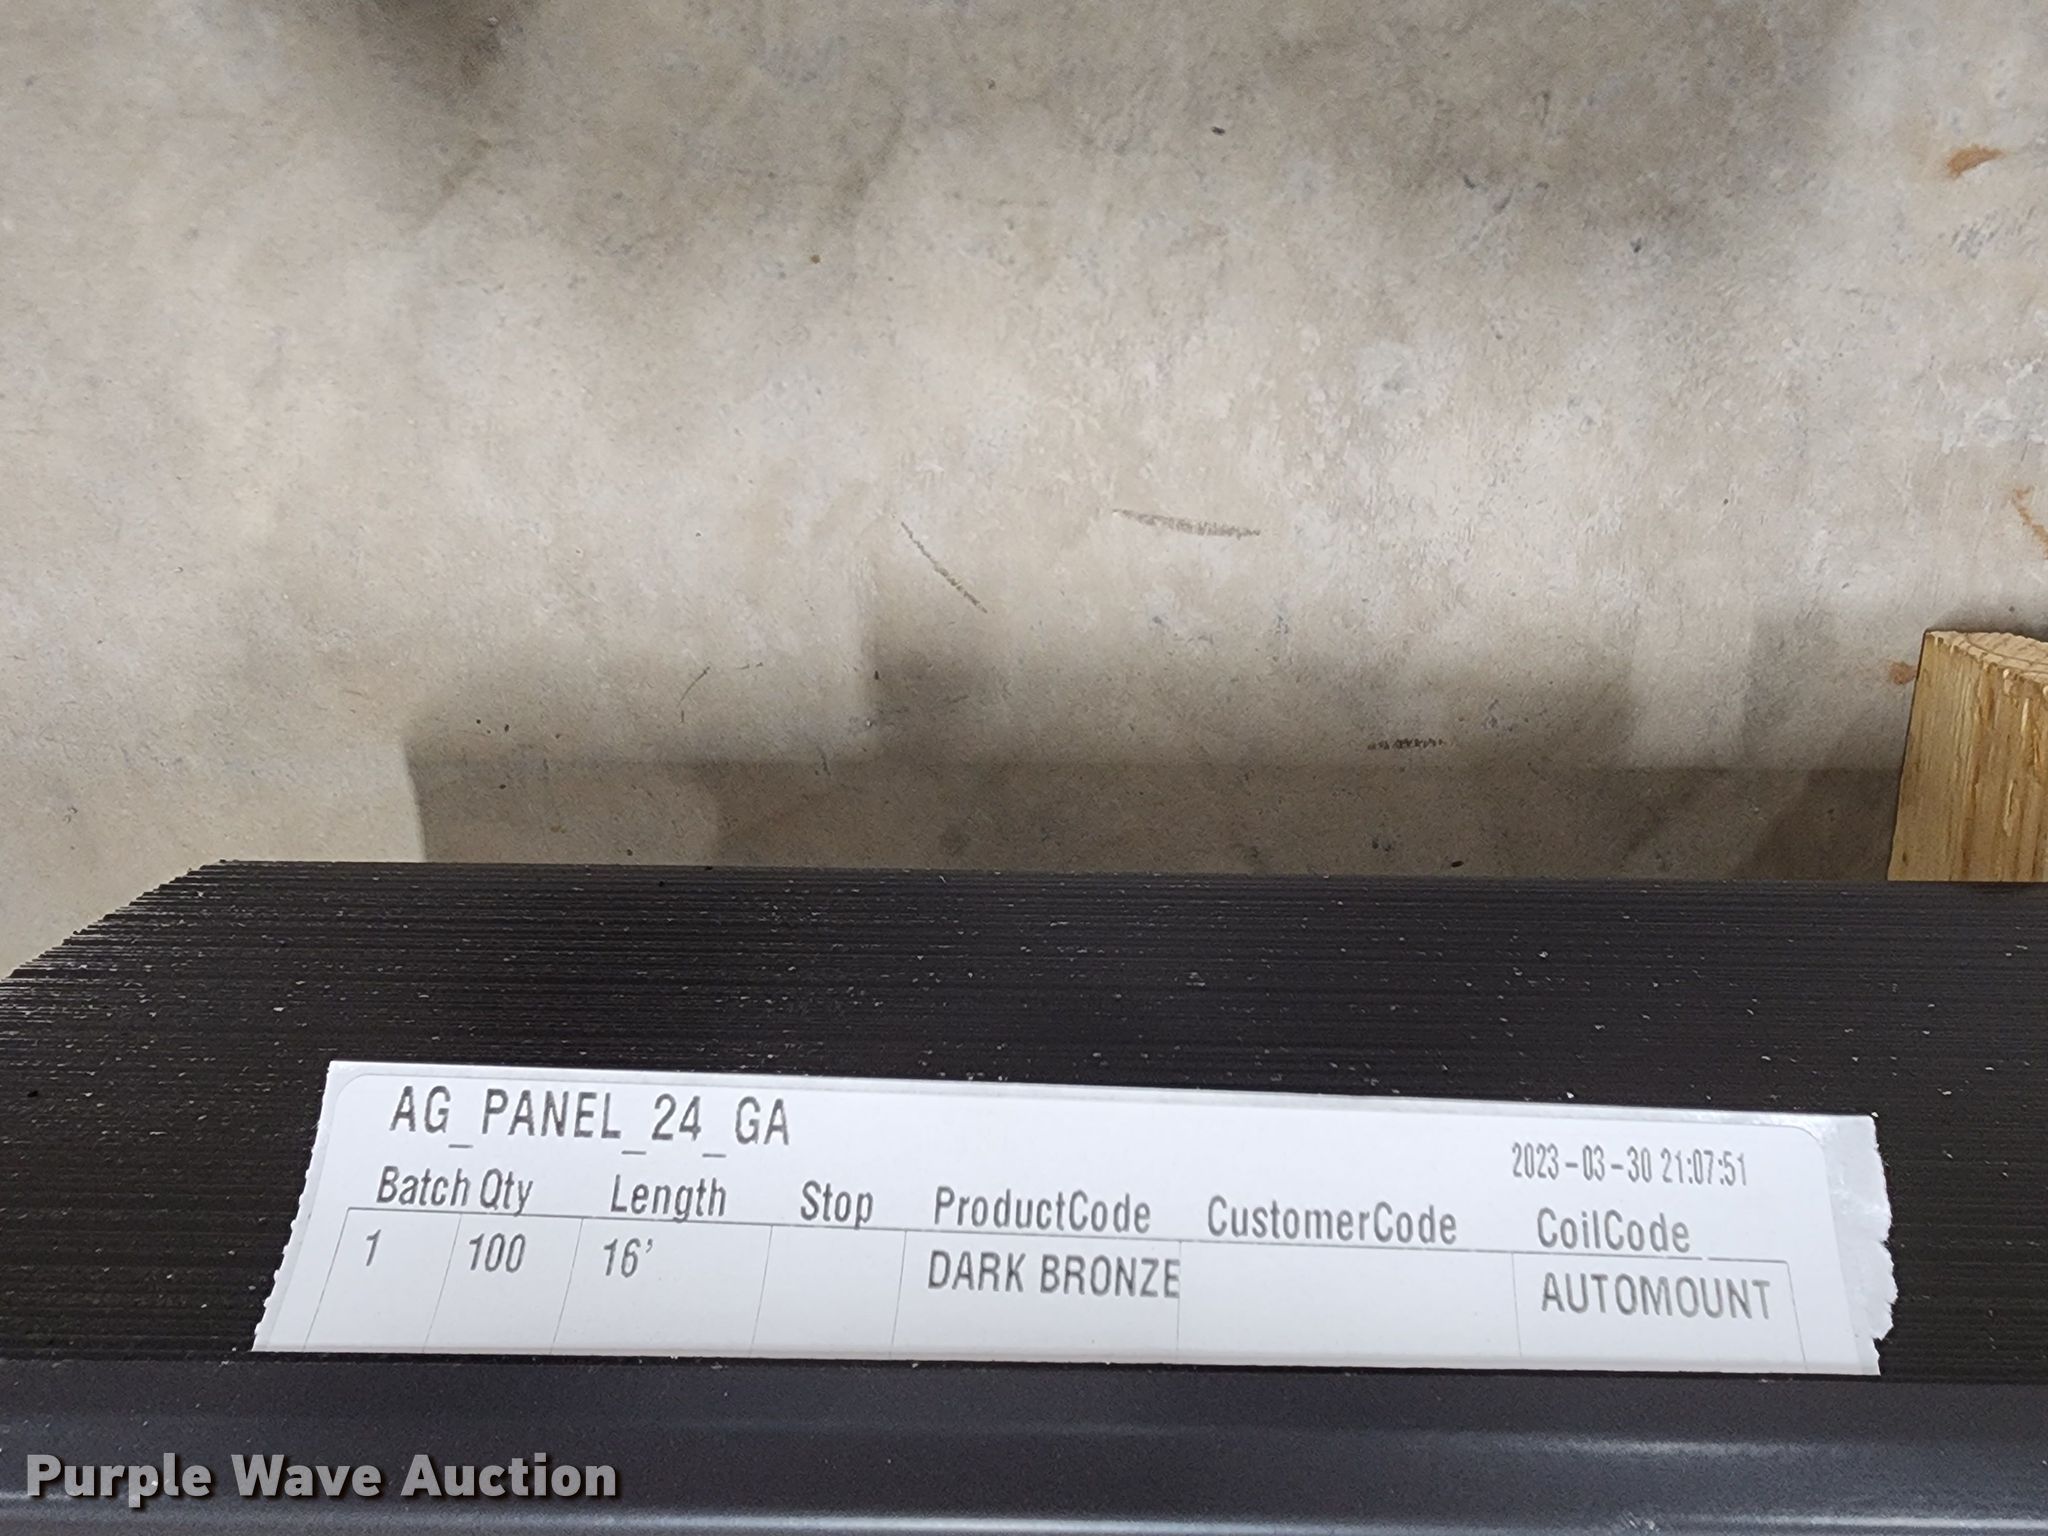 AG_PANEL_24_GA
2023-03-30 21:07:51
Batch Qty Length Stop ProductCode CustomerCode CoilCode
1 100 16' DARK BRONZE AUTOMOUNT
Purple Wave Auction